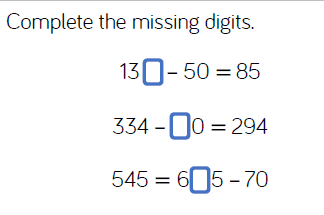 Complete the missing digits.
13□ - 50 = 85
334 - □0 = 294
545 = 6□5 - 70